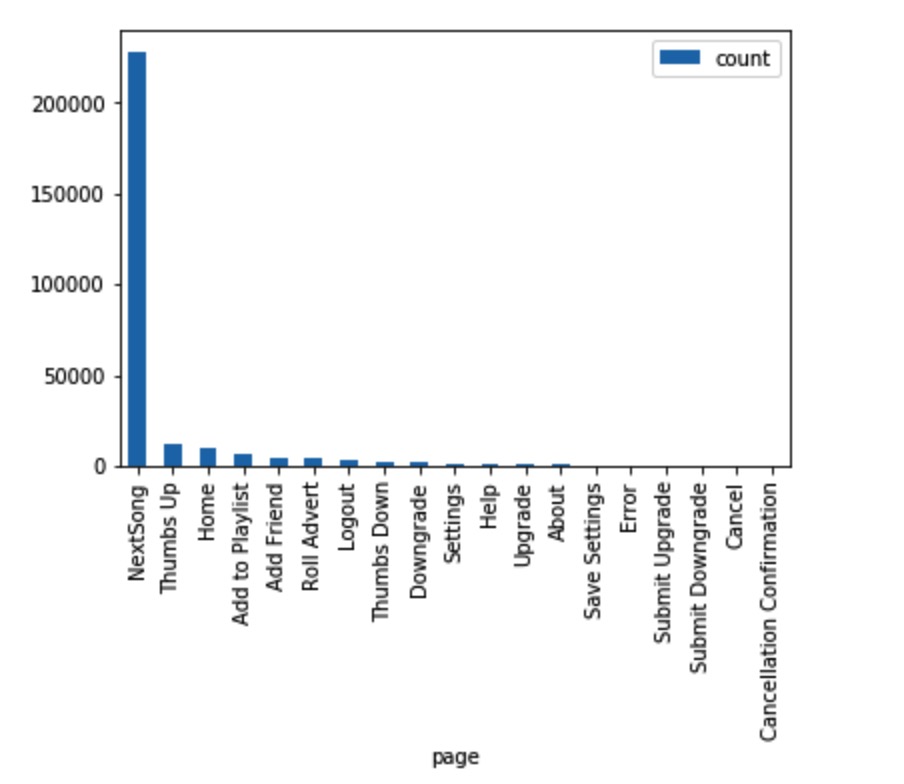 count
200000
150000
100000
50000
0
NextSong
Thumbs Up
Home
Add to Playlist
Add Friend
Roll Advert
Logout
Thumbs Down
Downgrade
Settings
Help
Upgrade
About
Save Settings
Error
Submit Upgrade
Submit Downgrade
Cancel
Cancellation Confirmation
page